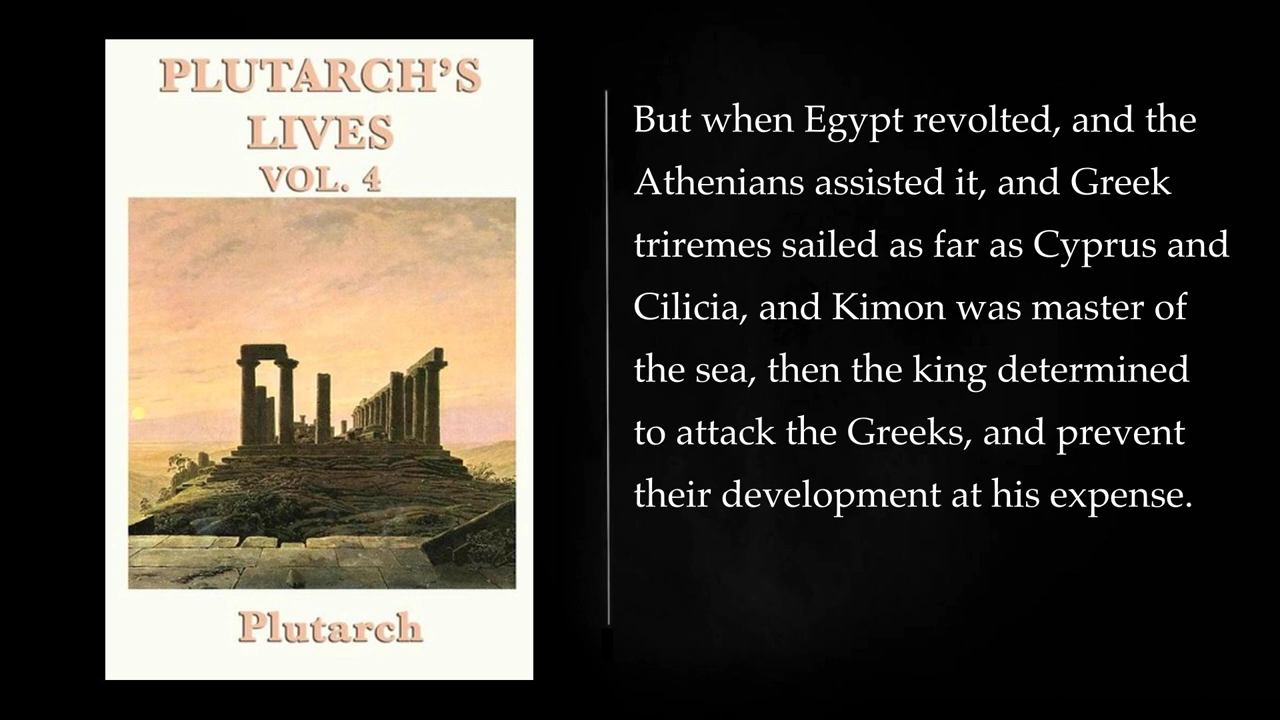 PLUTARCH'S
LIVES
VOL. 4
Plutarch
But when Egypt revolted, and the
Athenians assisted it, and Greek
triremes sailed as far as Cyprus and
Cilicia, and Kimon was master of
the sea, then the king determined
to attack the Greeks, and prevent
their development at his expense.